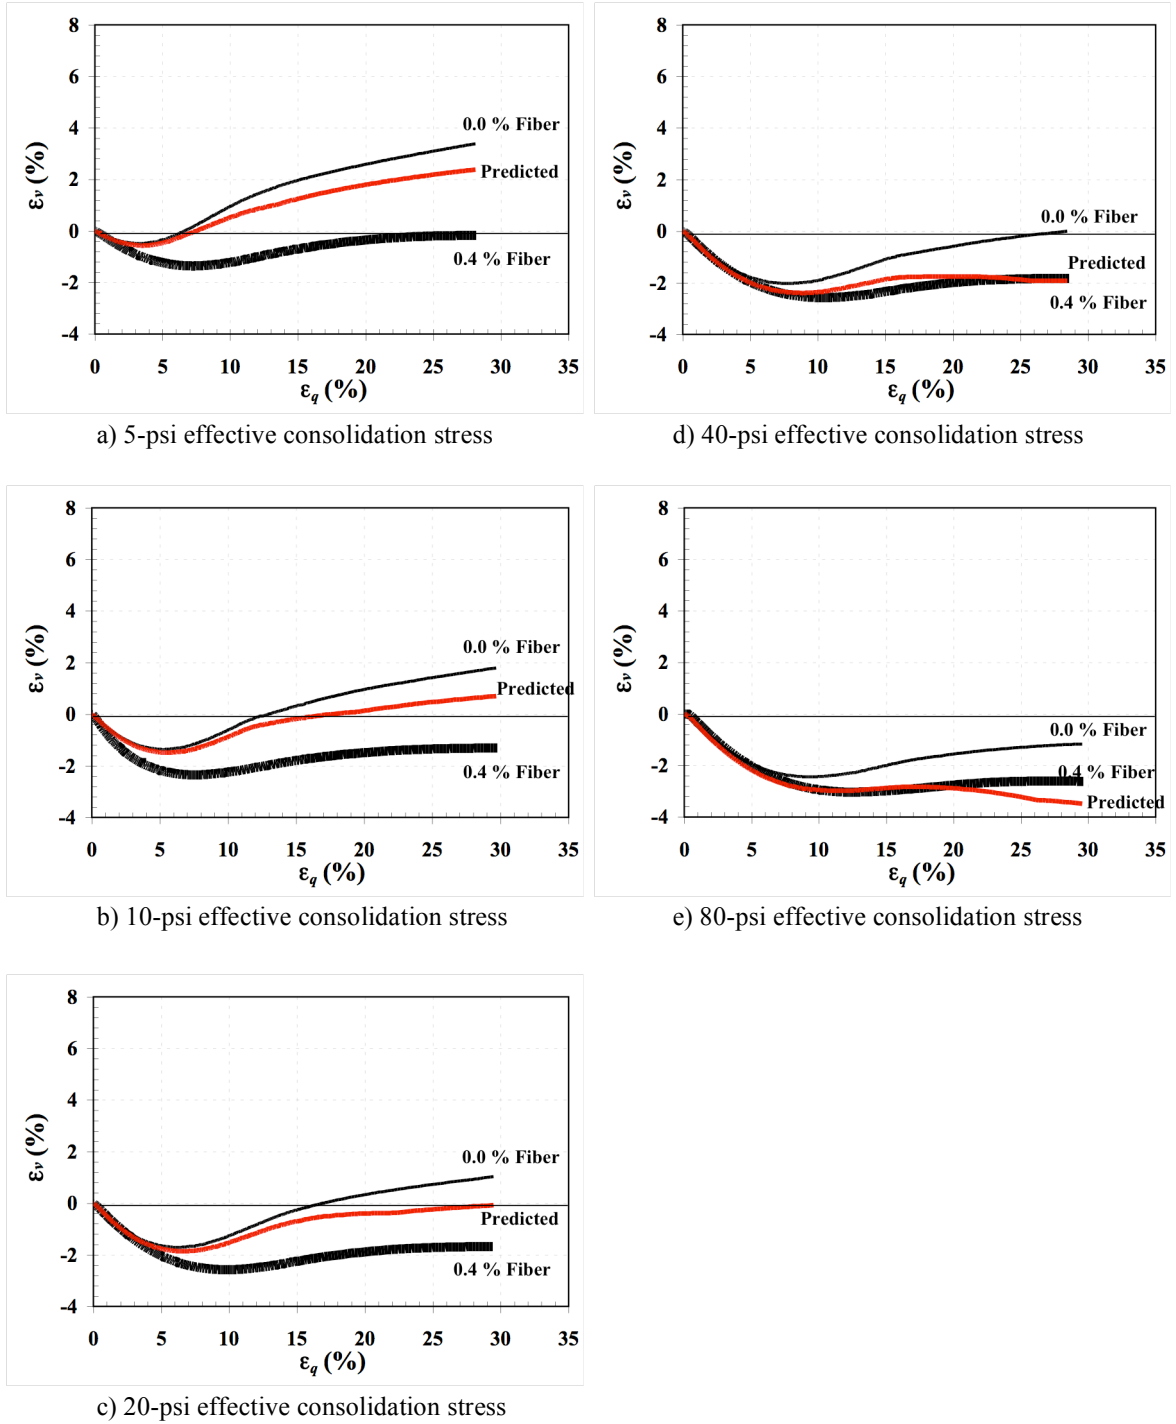 8
6
4
2
0
-2
-4
εv (%)
0.0 % Fiber
Predicted
0.4 % Fiber
0 5 10 15 20 25 30 35
εq (%)
a) 5-psi effective consolidation stress
8
6
4
2
0
-2
-4
εv (%)
0.0 % Fiber
Predicted
0.4 % Fiber
0 5 10 15 20 25 30 35
εq (%)
d) 40-psi effective consolidation stress
8
6
4
2
0
-2
-4
εv (%)
0.0 % Fiber
Predicted
0.4 % Fiber
0 5 10 15 20 25 30 35
εq (%)
b) 10-psi effective consolidation stress
8
6
4
2
0
-2
-4
εv (%)
0.0 % Fiber
0.4 % Fiber
Predicted
0 5 10 15 20 25 30 35
εq (%)
e) 80-psi effective consolidation stress
8
6
4
2
0
-2
-4
εv (%)
0.0 % Fiber
Predicted
0.4 % Fiber
0 5 10 15 20 25 30 35
εq (%)
c) 20-psi effective consolidation stress